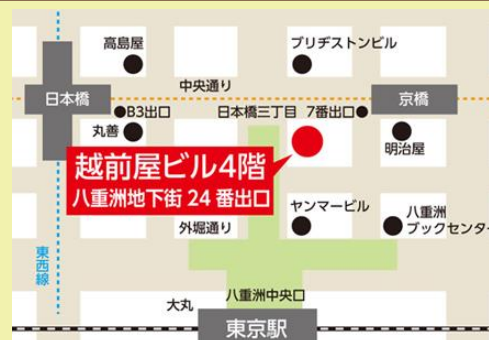 高島屋
ブリヂストンビル
中央通り
日本橋
京橋
B3出口
日本橋三丁目 7番出口
丸善
明治屋
越前屋ビル4階
八重洲地下街 24 番出口
ヤンマービル
八重洲
ブックセンター
外堀通り
東西線
八重洲中央口
大丸
東京駅